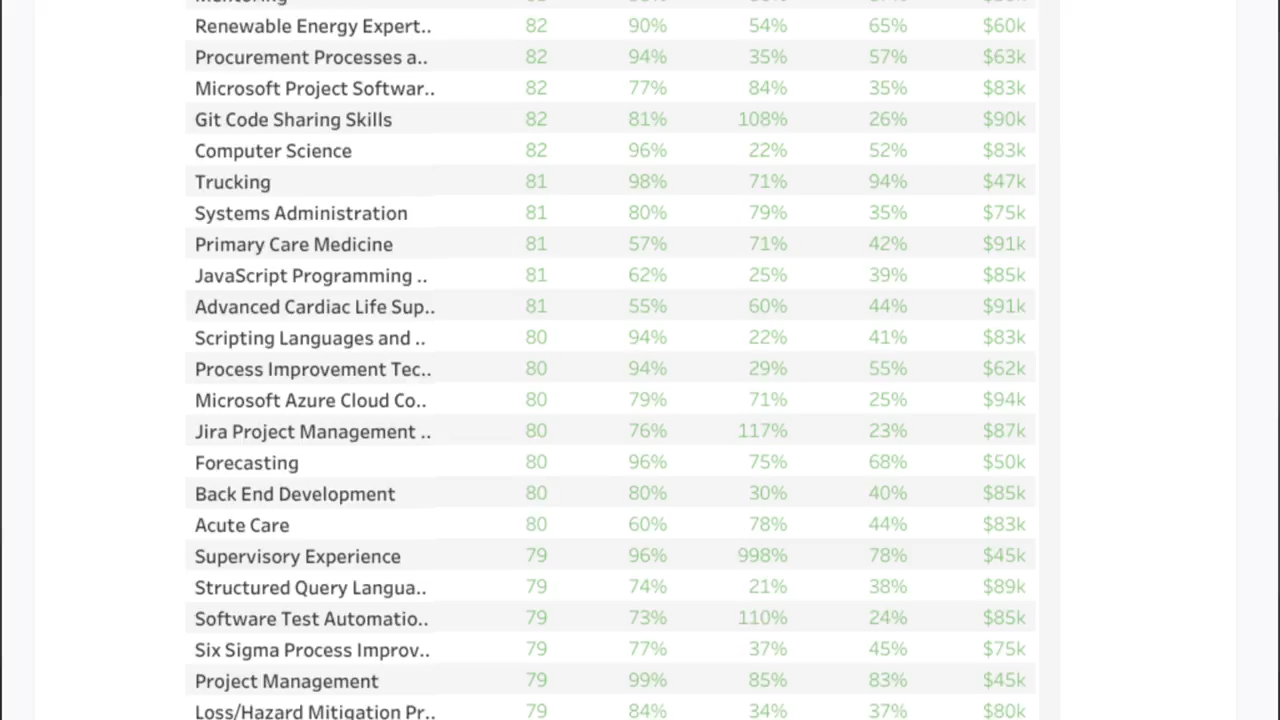 Renewable Energy Expert.. 82 90% 54% 65% $60k
Procurement Processes a.. 82 94% 35% 57% $63k
Microsoft Project Softwar.. 82 77% 84% 35% $83k
Git Code Sharing Skills 82 81% 108% 26% $90k
Computer Science 82 96% 22% 52% $83k
Trucking 81 98% 71% 94% $47k
Systems Administration 81 80% 79% 35% $75k
Primary Care Medicine 81 57% 71% 42% $91k
JavaScript Programming .. 81 62% 25% 39% $85k
Advanced Cardiac Life Sup.. 81 55% 60% 44% $91k
Scripting Languages and .. 80 94% 22% 41% $83k
Process Improvement Tec.. 80 94% 29% 55% $62k
Microsoft Azure Cloud Co.. 80 79% 71% 25% $94k
Jira Project Management .. 80 76% 117% 23% $87k
Forecasting 80 96% 75% 68% $50k
Back End Development 80 80% 30% 40% $85k
Acute Care 80 60% 78% 44% $83k
Supervisory Experience 79 96% 998% 78% $45k
Structured Query Langua.. 79 74% 21% 38% $89k
Software Test Automatio.. 79 73% 110% 24% $85k
Six Sigma Process Improv.. 79 77% 37% 45% $75k
Project Management 79 99% 85% 83% $45k
Loss/Hazard Mitigation Pr.. 79 84% 34% 37% $80k